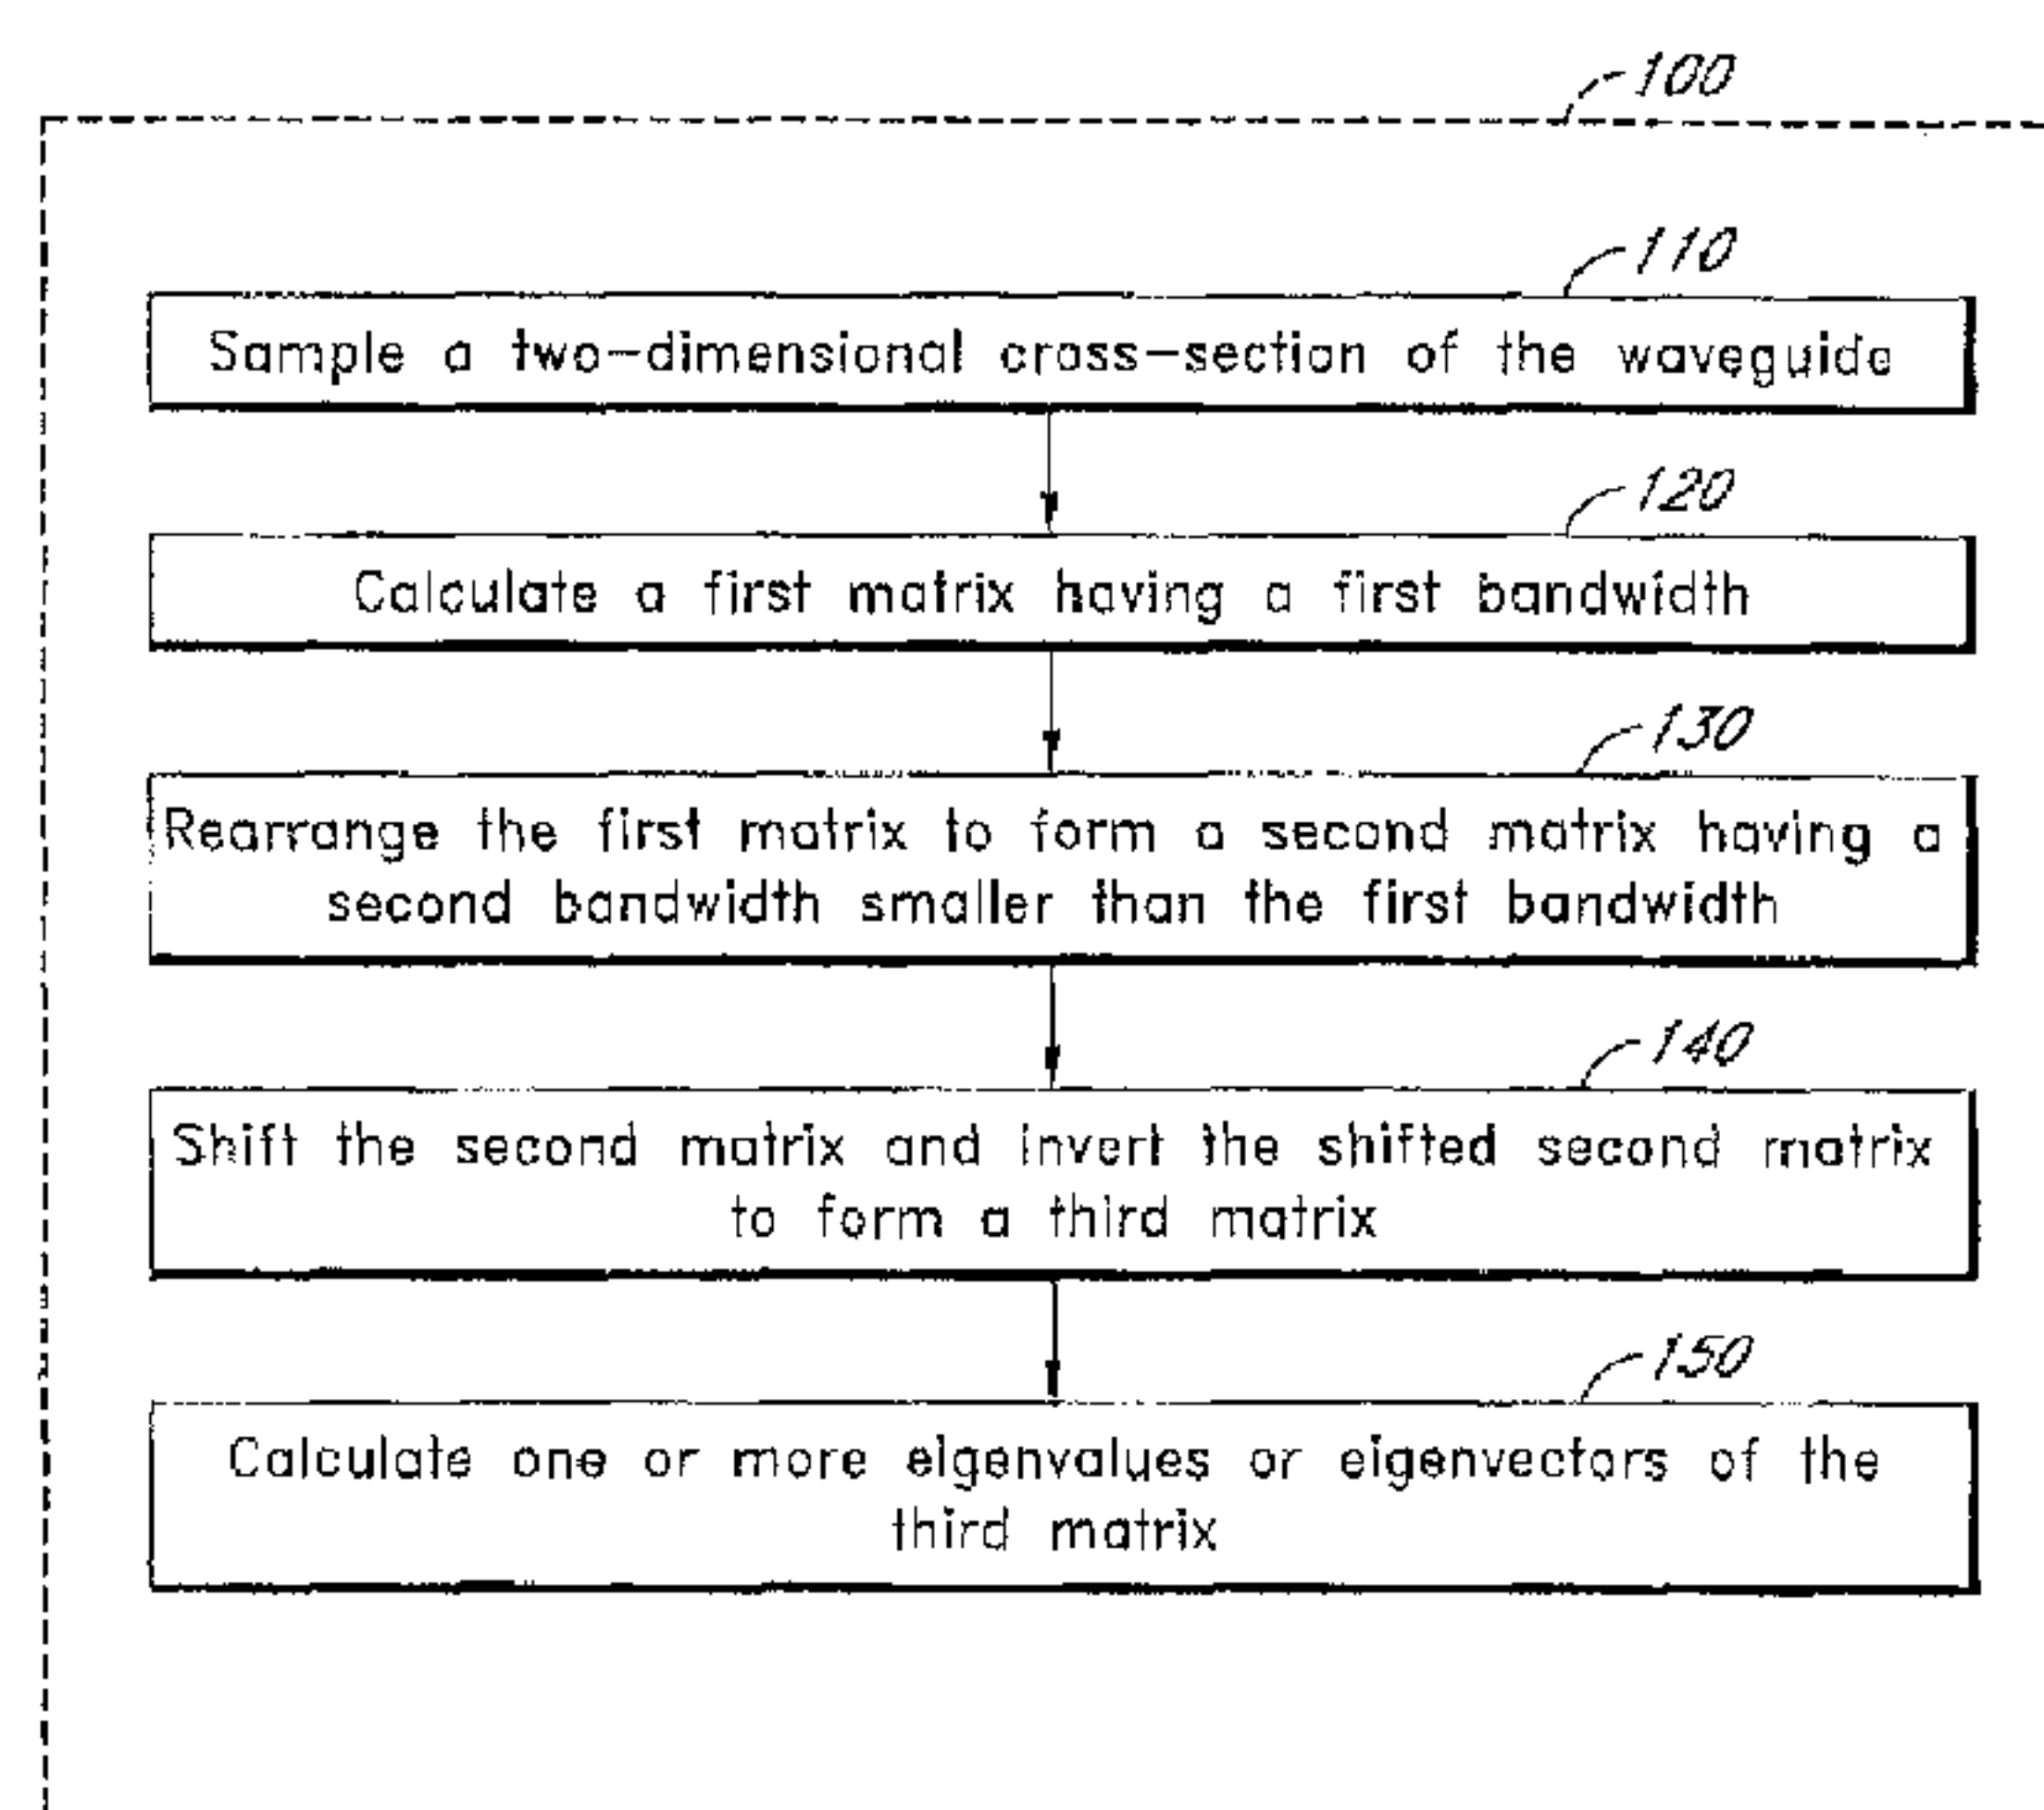 100
110
Sample a two-dimensional cross-section of the waveguide
120
Calculate a first matrix having a first bandwidth
130
Rearrange the first matrix to form a second matrix having a
second bandwidth smaller than the first bandwidth
140
Shift the second matrix and invert the shifted second matrix
to form a third matrix
150
Calculate one or more eigenvalues or eigenvectors of the
third matrix